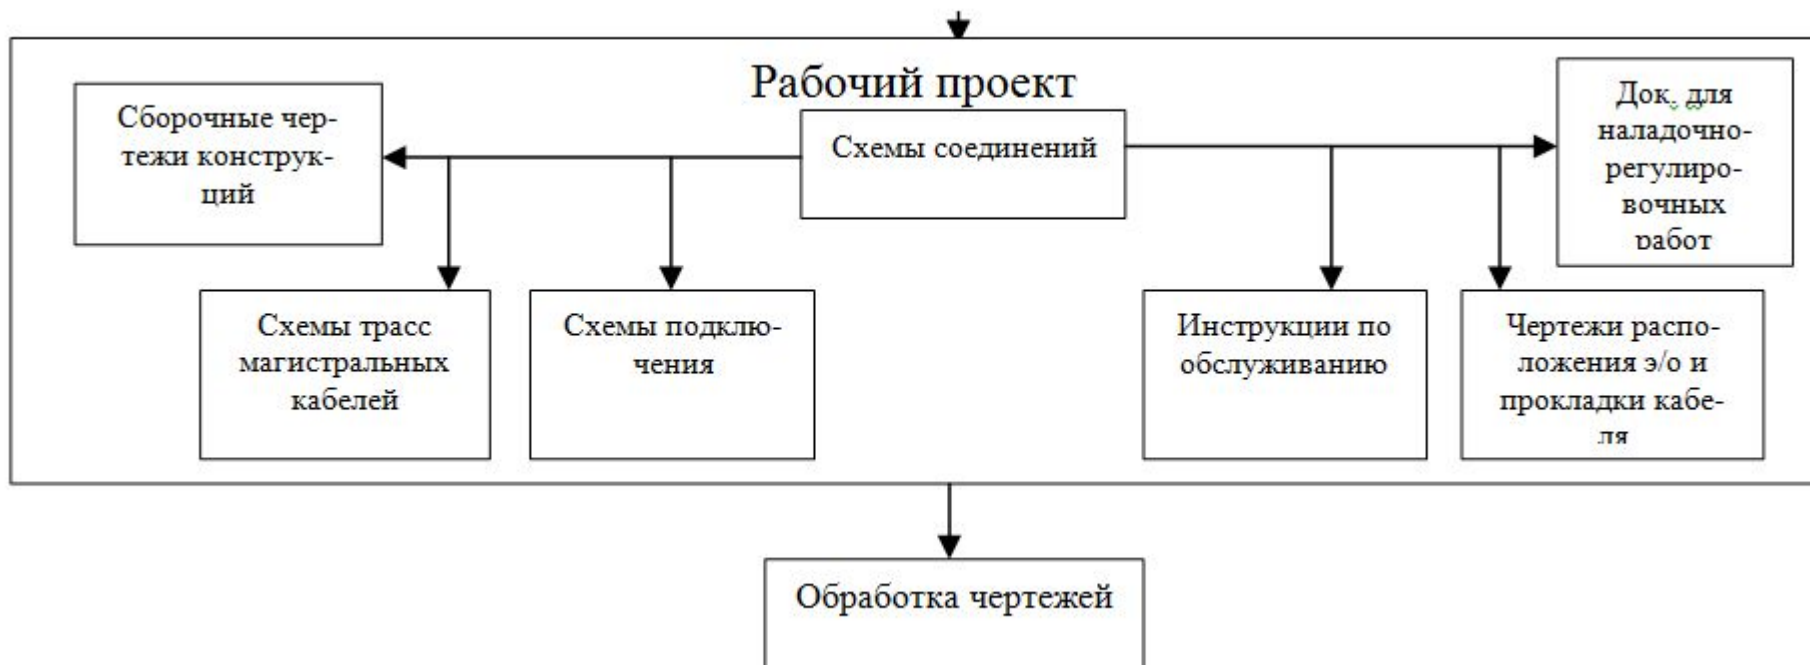 Рабочий проект
Сборочные чер-
тежи конструк-
ций
Схемы соединений
Док. для
наладочно-
регулиро-
вочных
работ
Схемы трасс
магистральных
кабелей
Схемы подклю-
чения
Инструкции по
обслуживанию
Чертежи распо-
ложения э/о и
прокладки кабе-
ля
Обработка чертежей